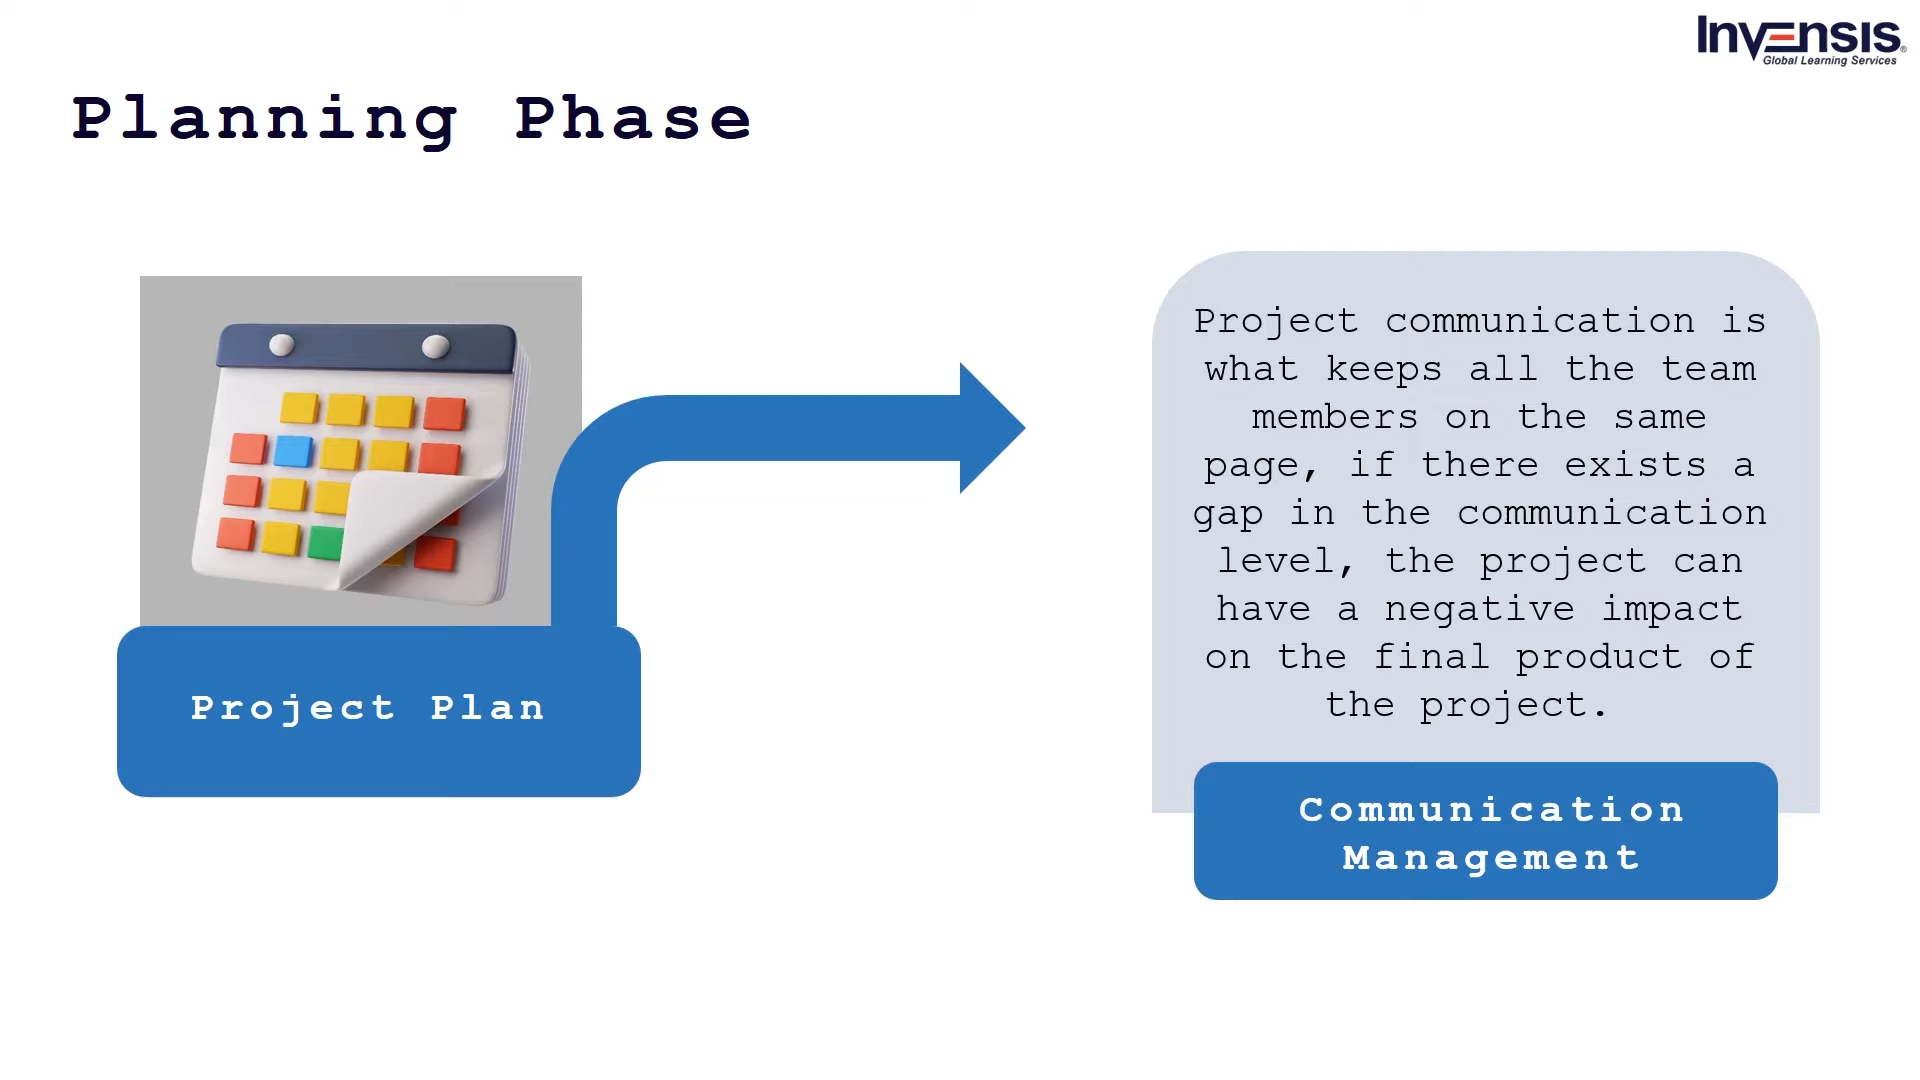 Invensis
Global Learning Services
Planning Phase
Project Plan
Project communication is
what keeps all the team
members on the same
page, if there exists a
gap in the communication
level, the project can
have a negative impact
on the final product of
the project.
Communication
Management